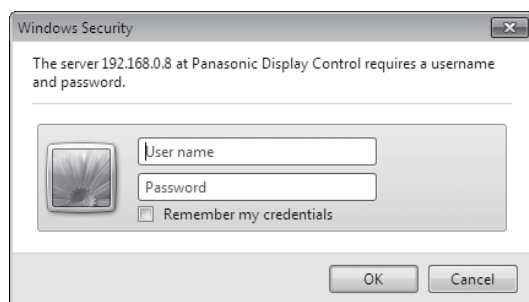 Windows Security
The server 192.168.0.8 at Panasonic Display Control requires a username
and password.
User name
Password
Remember my credentials
OK
Cancel